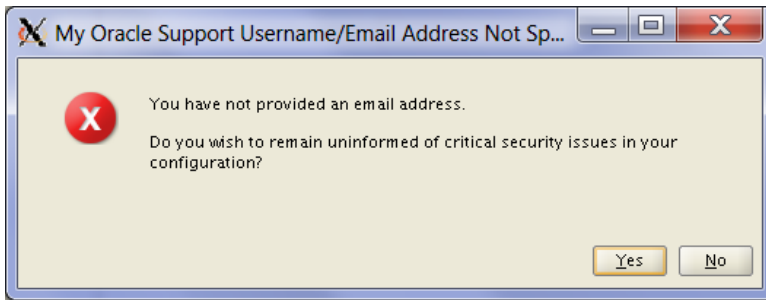 My Oracle Support Username/Email Address Not Sp...
You have not provided an email address.
Do you wish to remain uninformed of critical security issues in your
configuration?
Yes
No